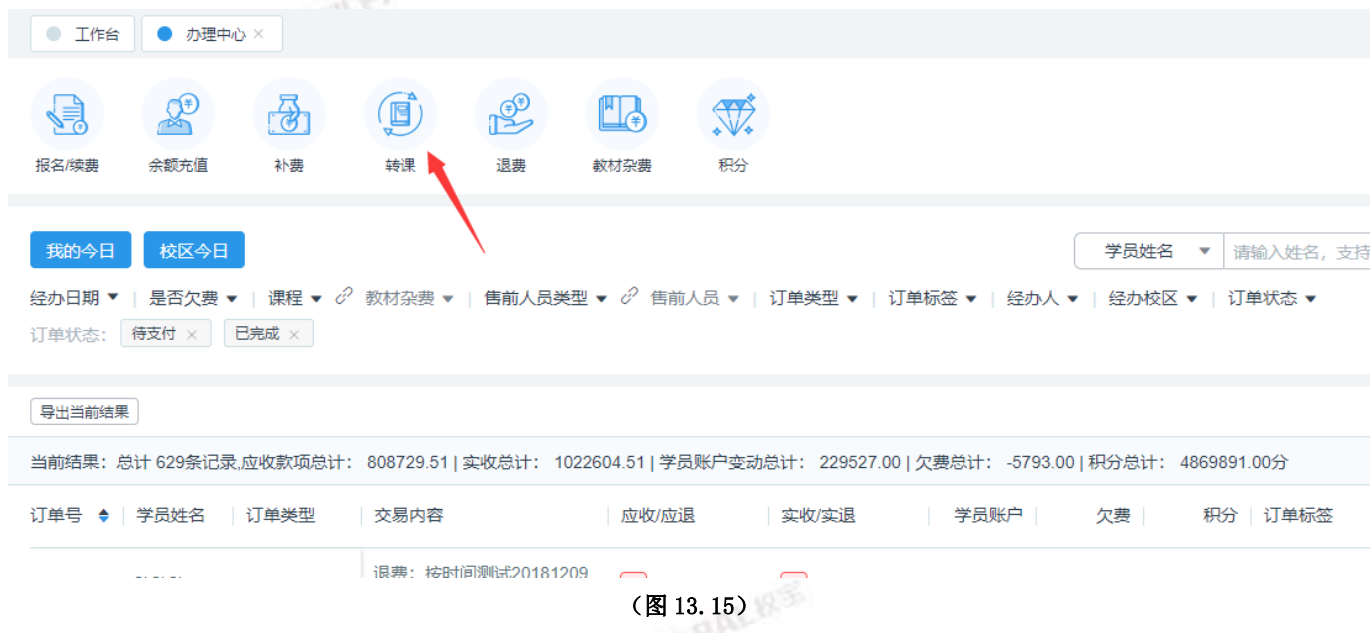 工作台 办理中心 ×
¥ ¥
报名/续费 余额充值 补费 转课 退费 教材杂费 积分
我的今日 校区今日 学员姓名 请输入姓名，支持
经办日期 是否欠费 课程 教材杂费 售前人员类型 售前人员 订单类型 订单标签 经办人 经办校区 订单状态
订单状态： 待支付 × 已完成 ×
导出当前结果
当前结果：总计 629条记录,应收款项总计： 808729.51 | 实收总计： 1022604.51 | 学员账户变动总计： 229527.00 | 欠费总计： -5793.00 | 积分总计： 4869891.00分
订单号 学员姓名 订单类型 交易内容 应收/应退 实收/实退 学员账户 欠费 积分 订单标签
退费：按时间测试20181209
（图 13.15）